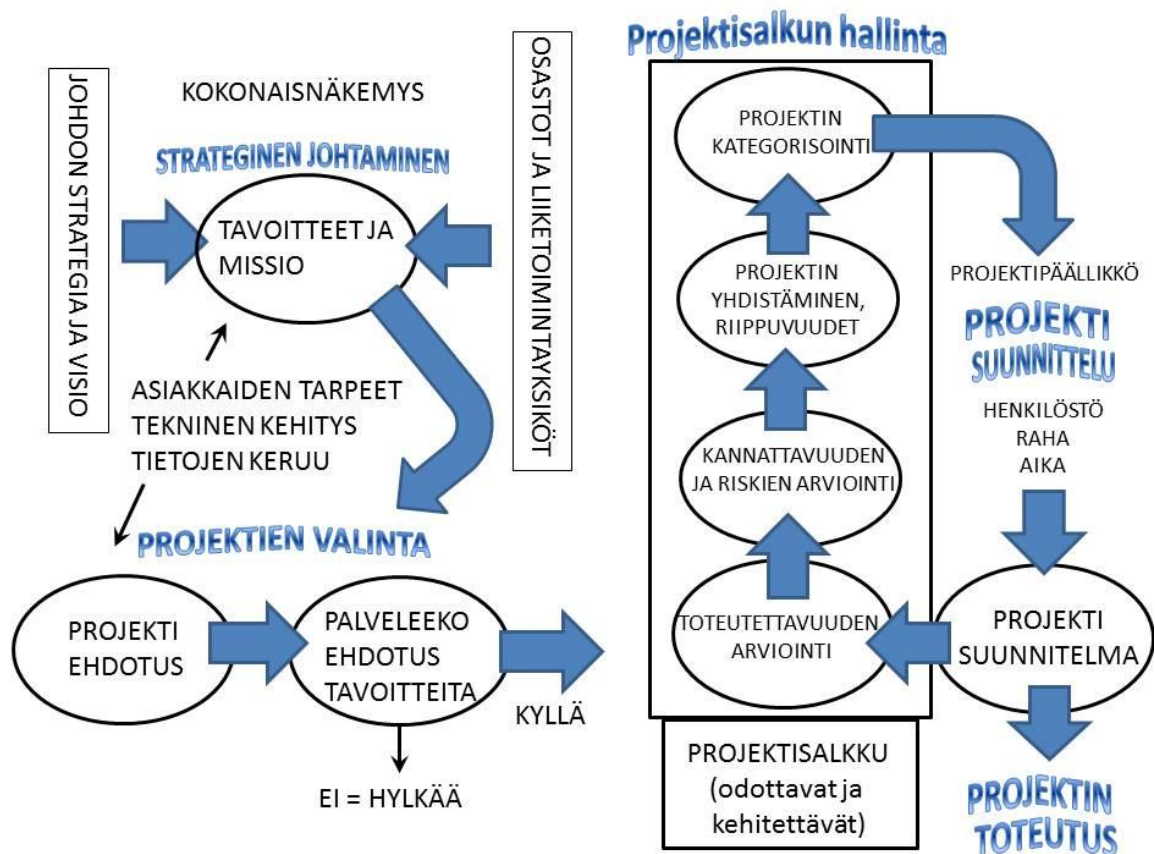 JOHDON STRATEGIA JA VISIO
KOKONAISNÄKEMYS
STRATEGINEN JOHTAMINEN
TAVOITTEET JA
MISSIO
OSASTOT JA LIIKETOIMINTAYKSIKÖT
ASIAKKAIDEN TARPEET
TEKNINEN KEHITYS
TIETOJEN KERUU
PROJEKTIEN VALINTA
PROJEKTI
EHDOTUS
PALVELEEKO
EHDOTUS
TAVOITTEITA
KYLLÄ
EI = HYLKÄÄ
Projektisalkun hallinta
PROJEKTIN
KATEGORISOINTI
PROJEKTIN
YHDISTÄMINEN,
RIIPPUVUUDET
KANNATTAVUUDEN
JA RISKIEN ARVIOINTI
TOTEUTETTAVUUDEN
ARVIOINTI
PROJEKTISALKKU
(odottavat ja
kehitettävät)
PROJEKTIPÄÄLLIKKÖ
PROJEKTI
SUUNNITTELU
HENKILÖSTÖ
RAHA
AIKA
PROJEKTI
SUUNNITELMA
PROJEKTIN
TOTEUTUS